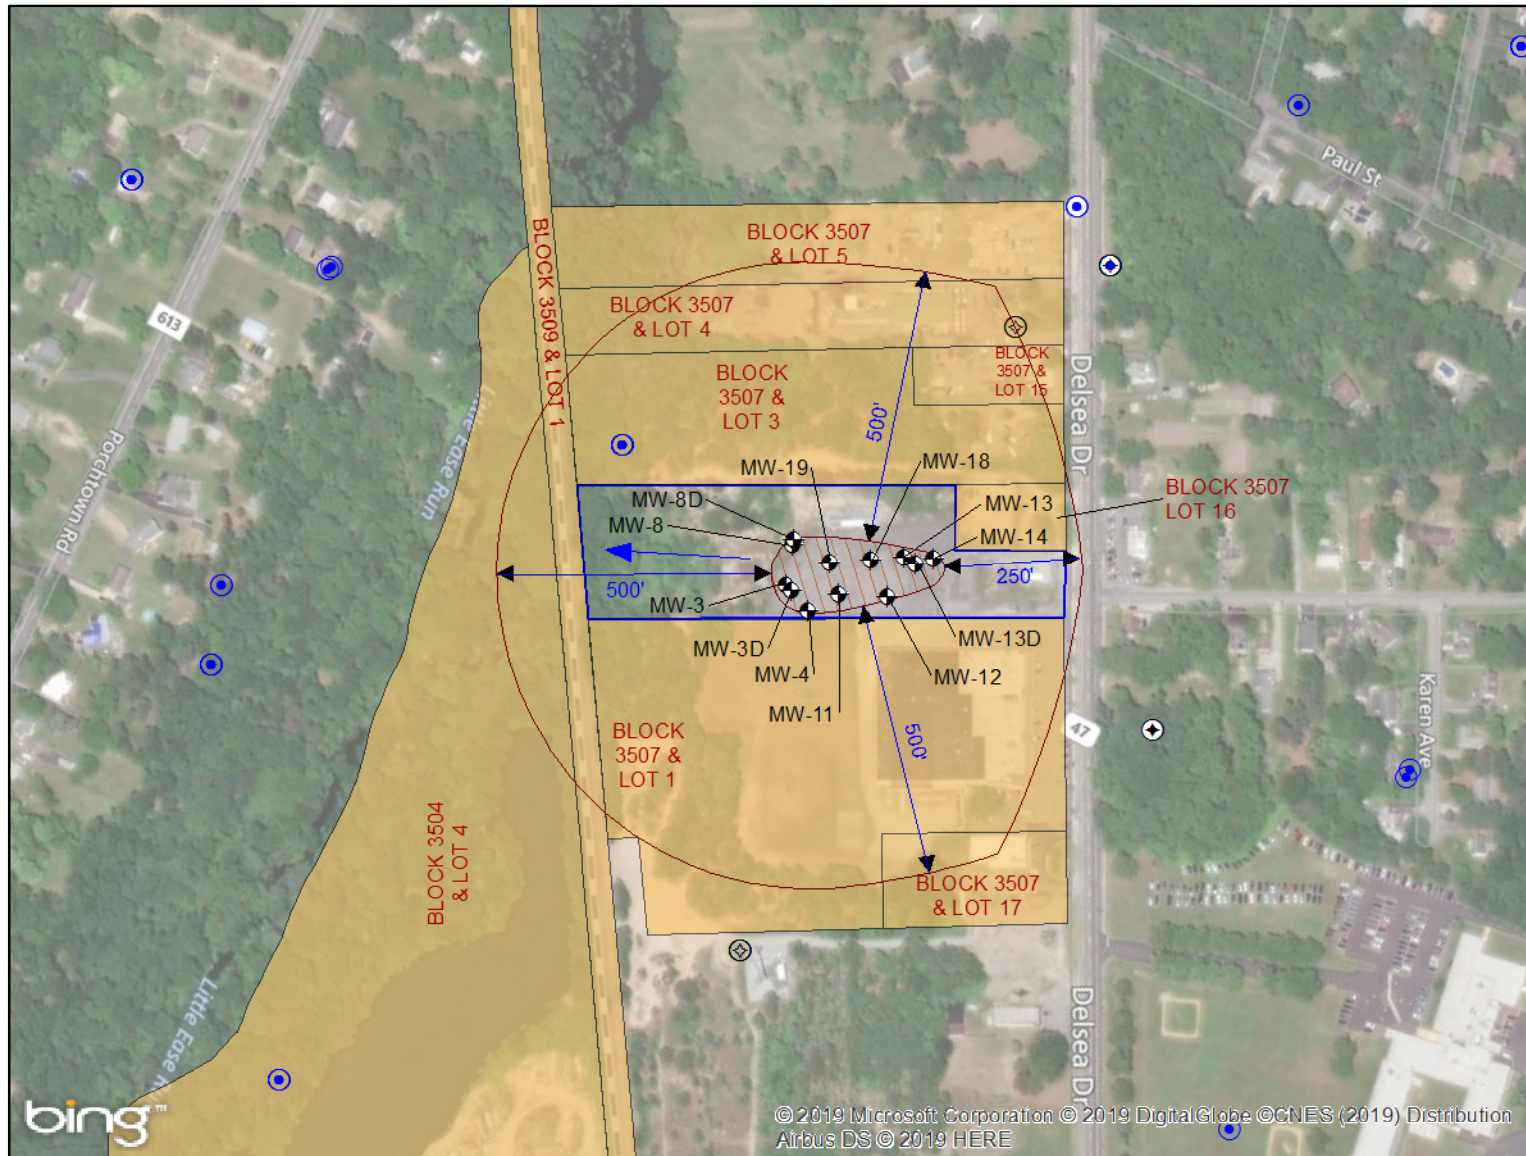 Paul St
BLOCK 3507
& LOT 5
BLOCK 3509 & LOT 1
613
BLOCK 3507
& LOT 4
BLOCK
3507 &
LOT 15
BLOCK
3507 &
LOT 3
Delsea Dr
500'
Little Ease Run
Porchtown Rd
MW-19
MW-18
MW-8D
MW-8
MW-13
MW-14
BLOCK 3507
LOT 16
500'
250'
MW-3
MW-3D
MW-4
MW-11
MW-12
MW-13D
BLOCK
3507 &
LOT 1
500'
47
Karen Ave
BLOCK 3504
& LOT 4
BLOCK 3507
& LOT 17
Little Ease
Delsea Dr
bing™
© 2019 Microsoft Corporation © 2019 DigitalGlobe ©CNES (2019) Distribution
Airbus DS © 2019 HERE